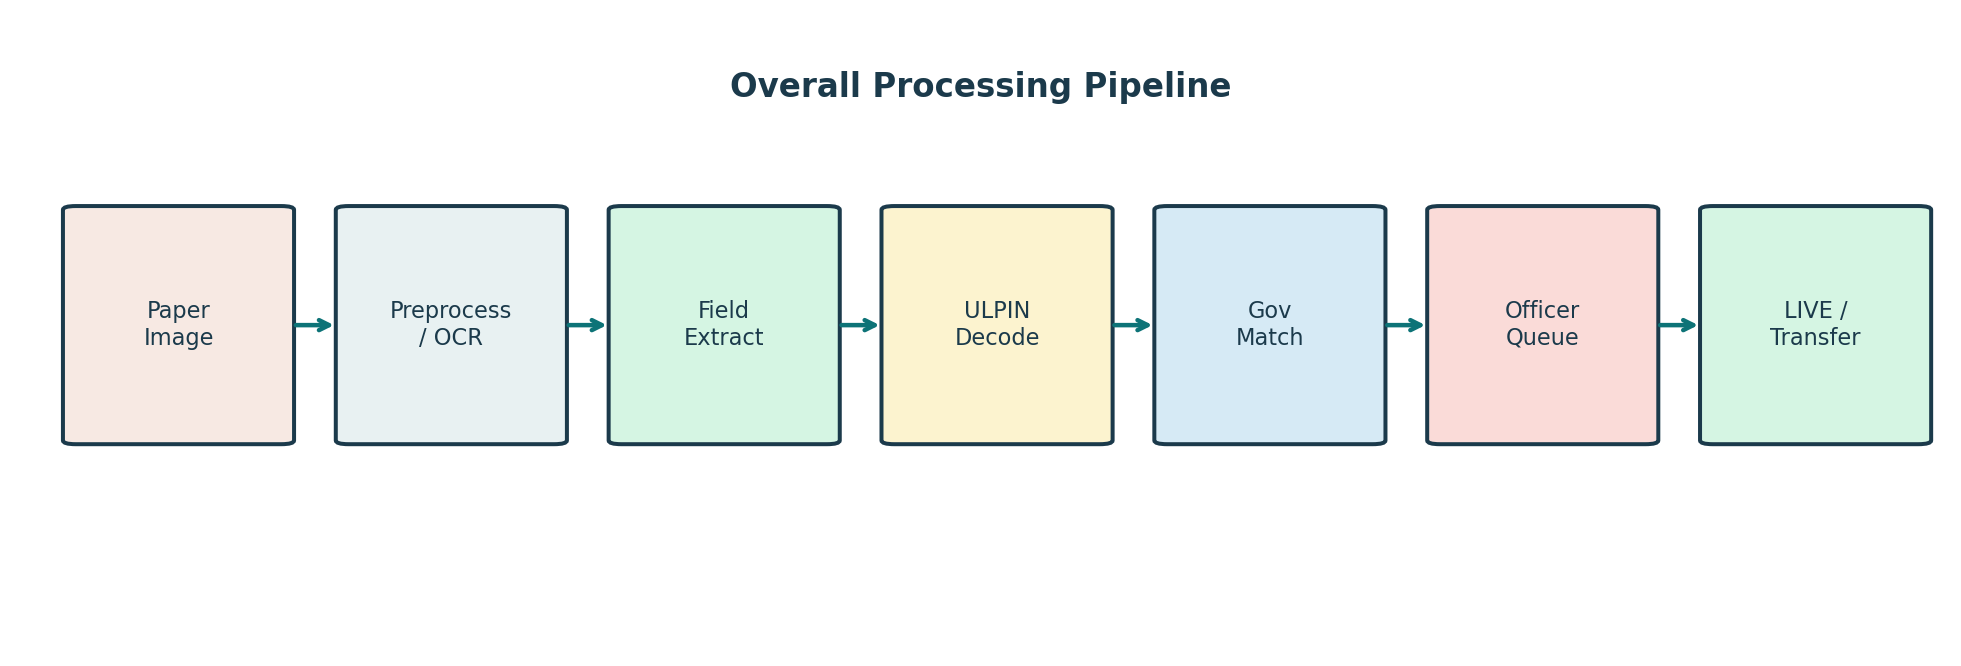 Overall Processing Pipeline
Paper
Image
Preprocess
/ OCR
Field
Extract
ULPIN
Decode
Gov
Match
Officer
Queue
LIVE /
Transfer